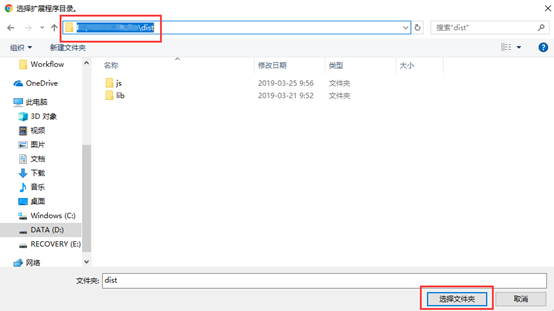 选择扩展程序目录。
\dist
搜索"dist"
组织
新建文件夹
名称
修改日期
类型
大小
Workflow
OneDrive
此电脑
3D 对象
视频
图片
文档
下载
音乐
桌面
Windows (C:)
DATA (D:)
RECOVERY (E:)
网络
js
2019-03-25 9:56
文件夹
lib
2019-03-21 9:52
文件夹
文件夹:
dist
选择文件夹
取消